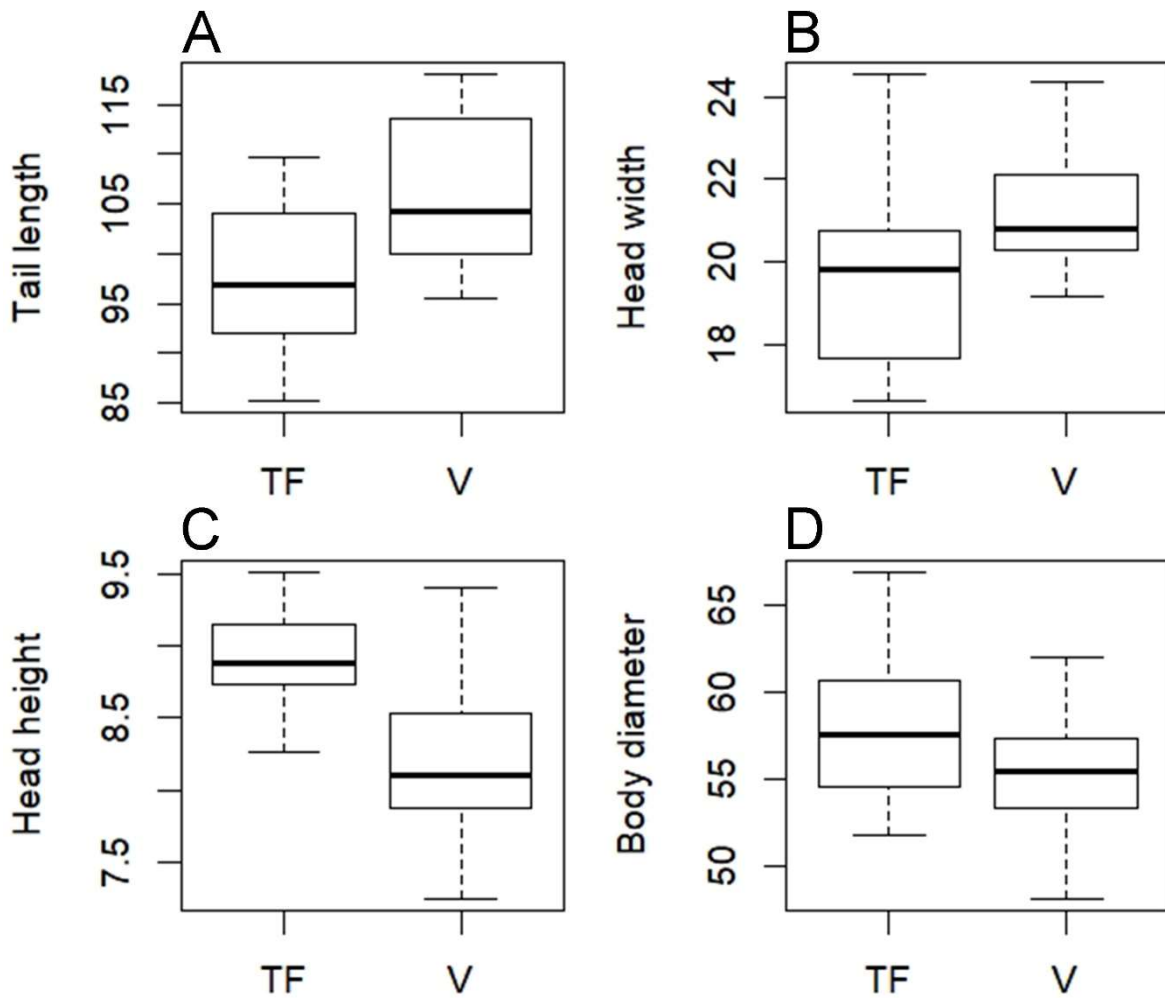 A
Tail length
115
105
95
85
TF V
B
Head width
24
22
20
18
TF V
C
Head height
9.5
8.5
7.5
TF V
D
Body diameter
65
60
55
50
TF V